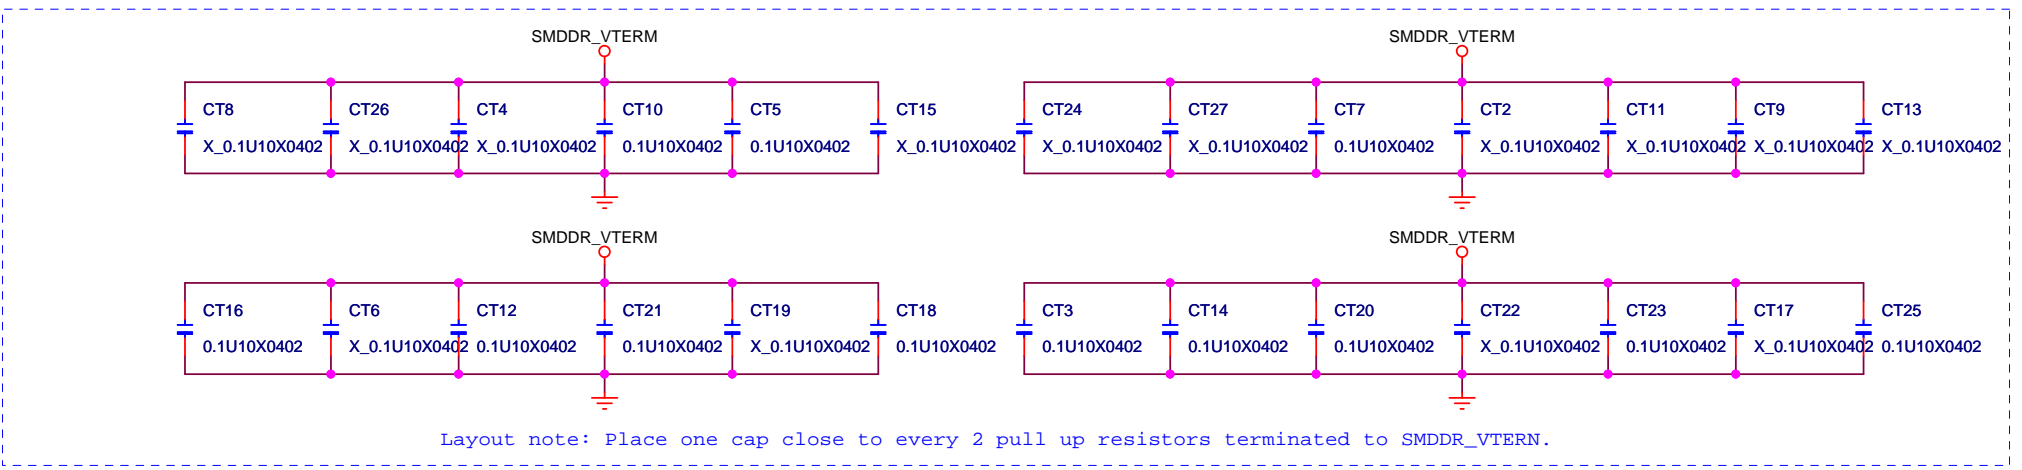 SMDDR_VTERM SMDDR_VTERM
CT8 CT26 CT4 CT10 CT5 CT15 CT24 CT27 CT7 CT2 CT11 CT9 CT13
X_0.1U10X0402 X_0.1U10X0402 X_0.1U10X0402 0.1U10X0402 0.1U10X0402 X_0.1U10X0402 X_0.1U10X0402 X_0.1U10X0402 0.1U10X0402 X_0.1U10X0402 X_0.1U10X0402 X_0.1U10X0402 X_0.1U10X0402
SMDDR_VTERM SMDDR_VTERM
CT16 CT6 CT12 CT21 CT19 CT18 CT3 CT14 CT20 CT22 CT23 CT17 CT25
0.1U10X0402 X_0.1U10X0402 0.1U10X0402 0.1U10X0402 X_0.1U10X0402 0.1U10X0402 0.1U10X0402 0.1U10X0402 0.1U10X0402 X_0.1U10X0402 0.1U10X0402 X_0.1U10X0402 0.1U10X0402
Layout note: Place one cap close to every 2 pull up resistors terminated to SMDDR_VTERN.